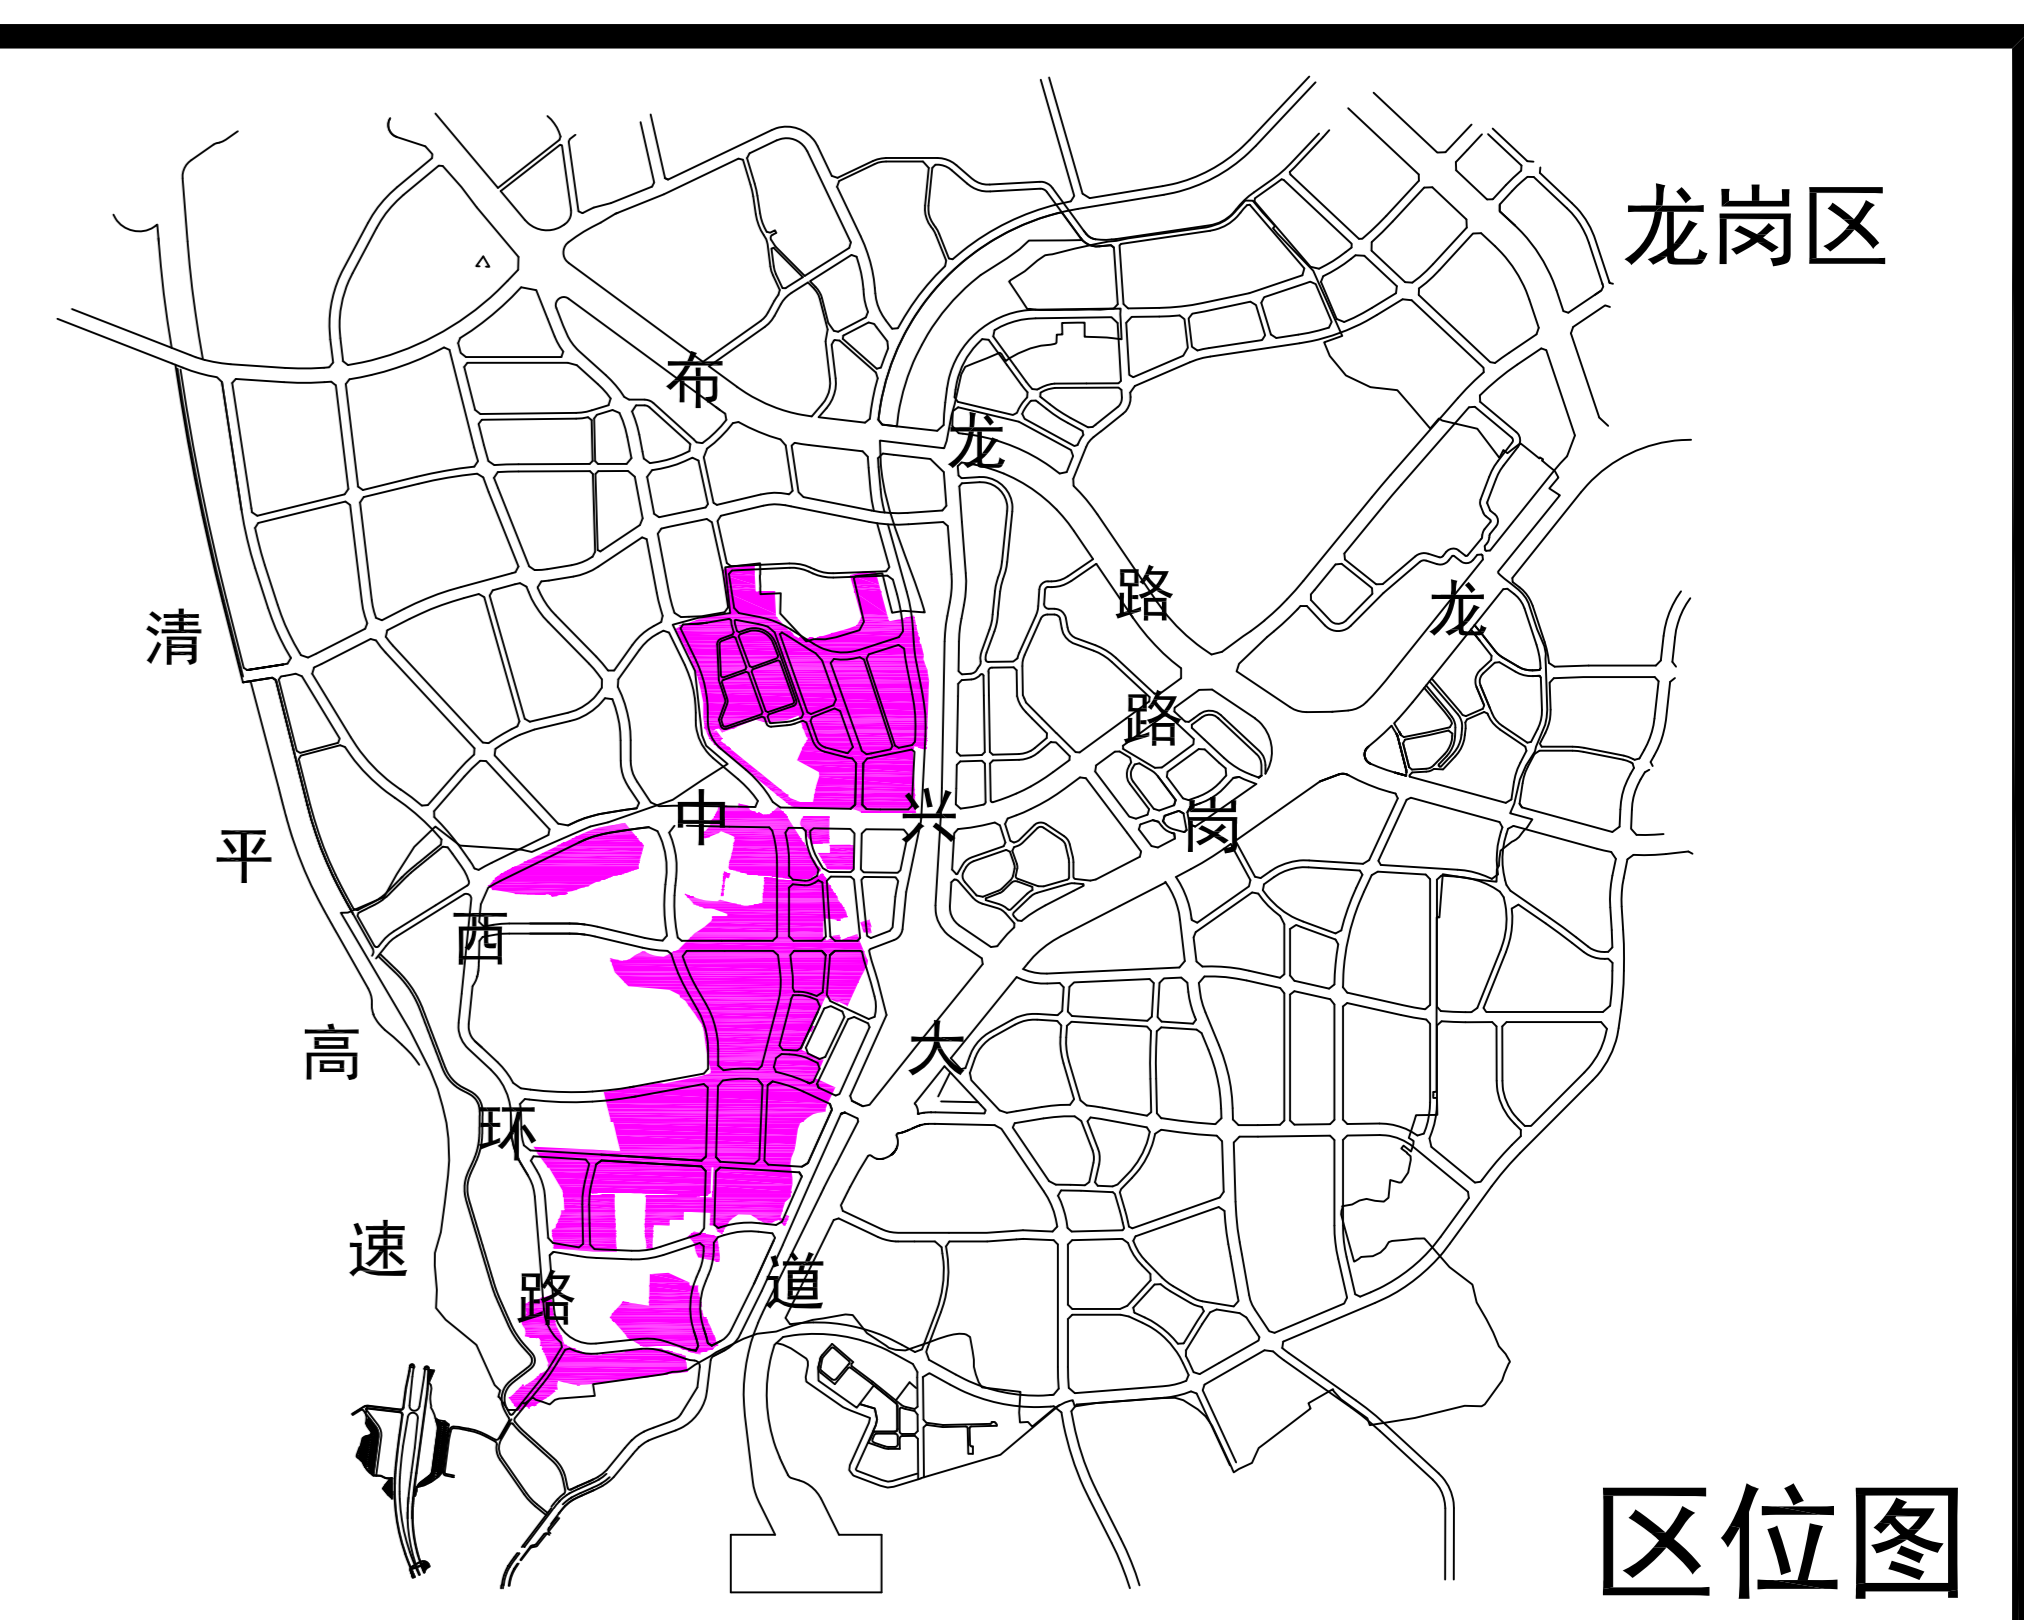 龙岗区
布龙路
清平高速
中兴路
龙岗大道
西环路
区位图